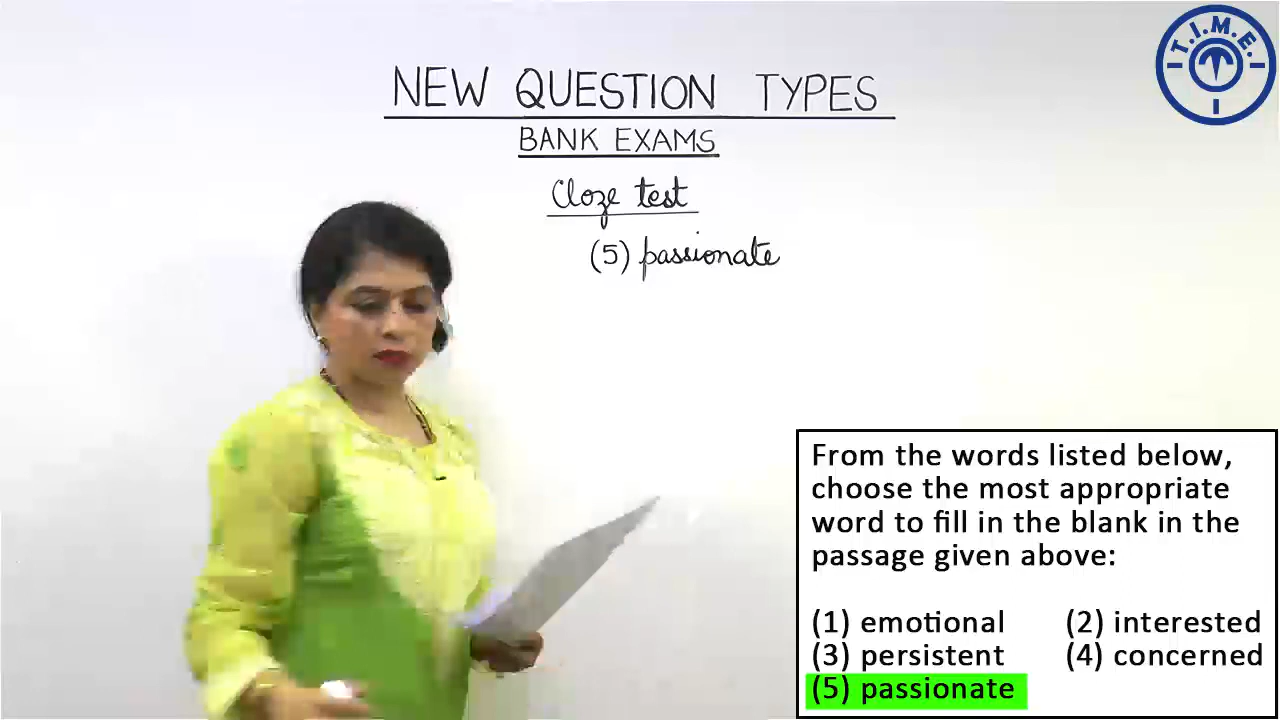 T.I.M.E.
NEW QUESTION TYPES
BANK EXAMS
Cloze test
(5) passionate
From the words listed below,
choose the most appropriate
word to fill in the blank in the
passage given above:
(1) emotional (2) interested
(3) persistent (4) concerned
(5) passionate